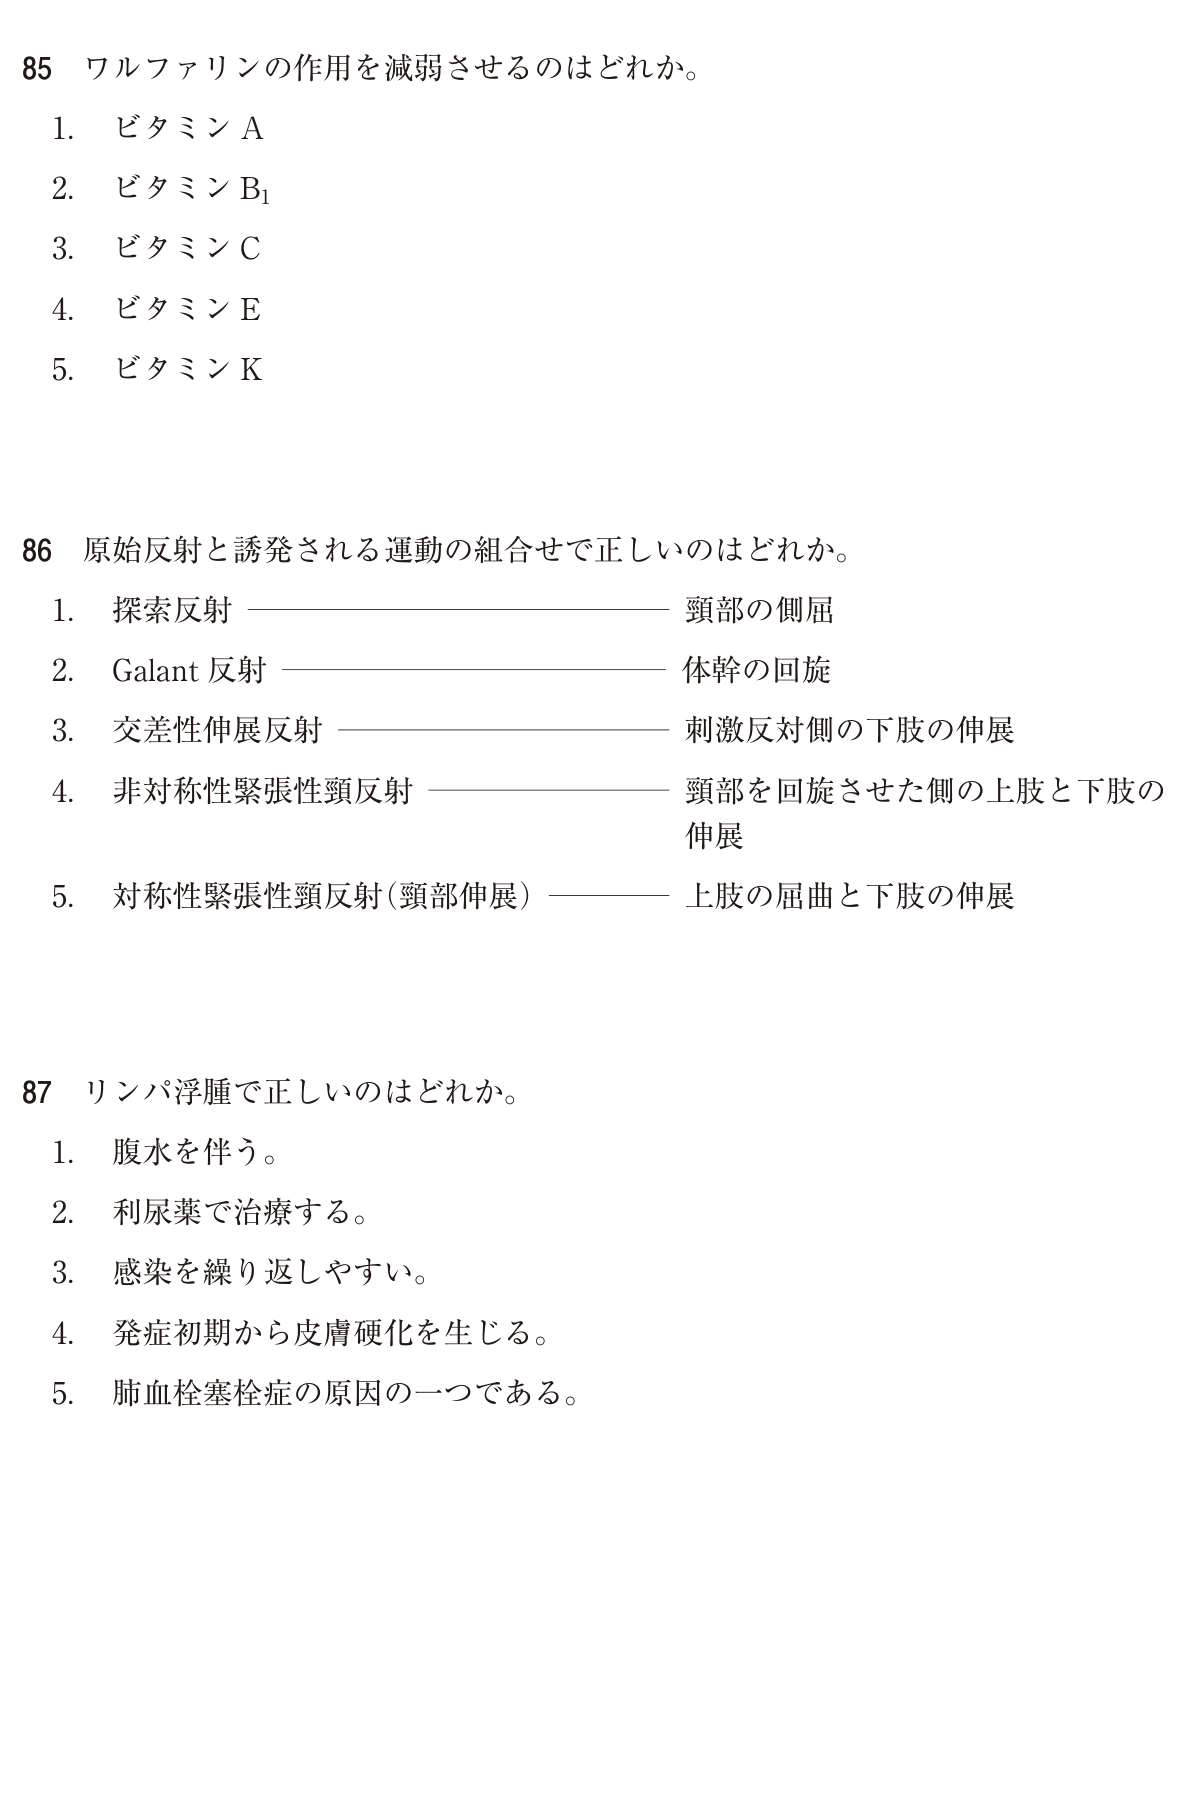 85 ワルファリンの作用を減弱させるのはどれか。
1. ビタミン A
2. ビタミン B₁
3. ビタミン C
4. ビタミン E
5. ビタミン K
86 原始反射と誘発される運動の組合せで正しいのはどれか。
1. 探索反射 ――― 頸部の側屈
2. Galant 反射 ――― 体幹の回旋
3. 交差性伸展反射 ――― 刺激反対側の下肢の伸展
4. 非対称性緊張性頸反射 ――― 頸部を回旋させた側の上肢と下肢の
伸展
5. 対称性緊張性頸反射(頸部伸展) ――― 上肢の屈曲と下肢の伸展
87 リンパ浮腫で正しいのはどれか。
1. 腹水を伴う。
2. 利尿薬で治療する。
3. 感染を繰り返しやすい。
4. 発症初期から皮膚硬化を生じる。
5. 肺血栓塞栓症の原因の一つである。